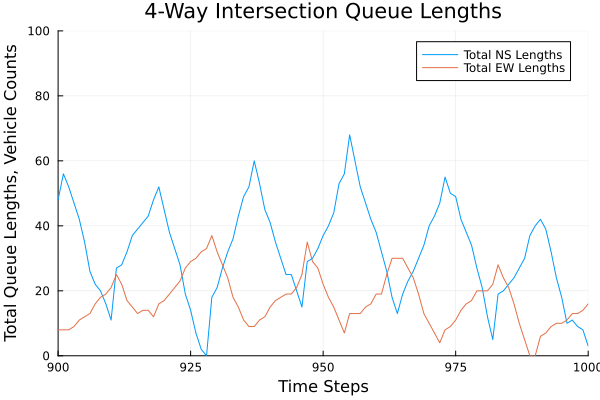 4-Way Intersection Queue Lengths
Total Queue Lengths, Vehicle Counts
100
80
60
40
20
0
Total NS Lengths
Total EW Lengths
900 925 950 975 1000
Time Steps